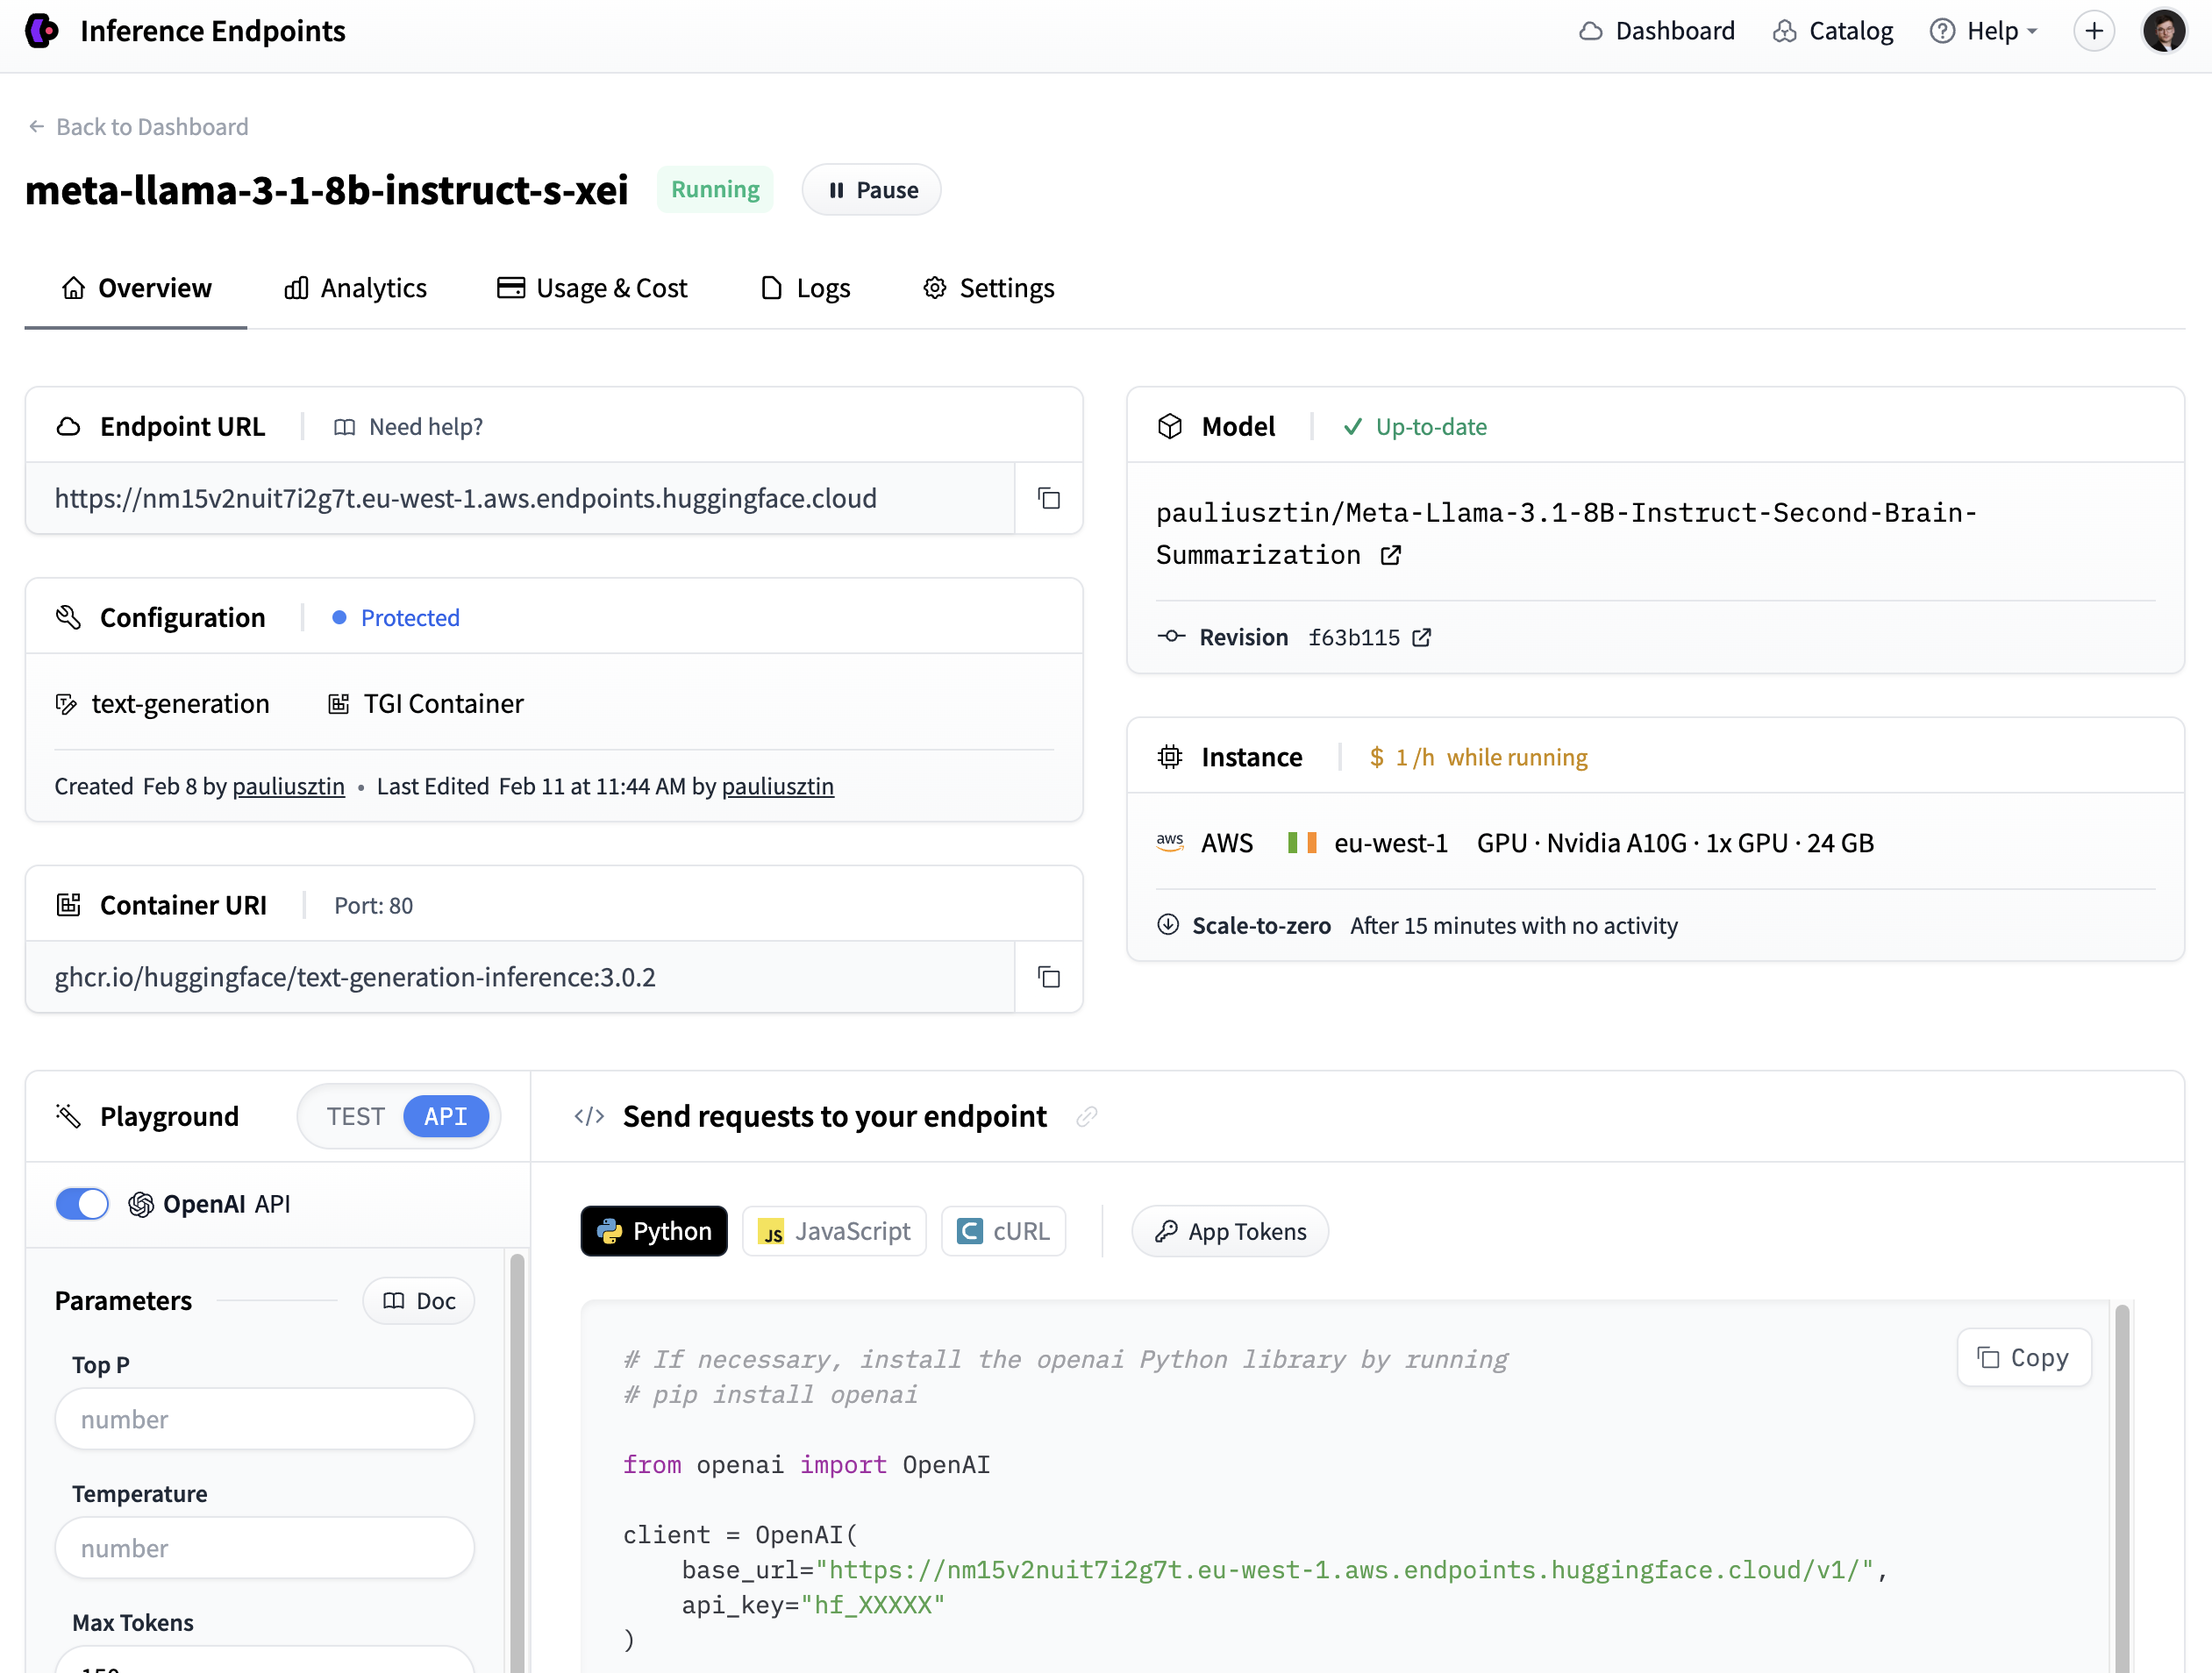 Inference Endpoints
Dashboard
Catalog
Help
Back to Dashboard
meta-llama-3-1-8b-instruct-s-xei
Running
Pause
Overview
Analytics
Usage & Cost
Logs
Settings
Endpoint URL
Need help?
https://nm15v2nuit7i2g7t.eu-west-1.aws.endpoints.huggingface.cloud
Configuration
Protected
text-generation
TGI Container
Created Feb 8 by pauliusztin • Last Edited Feb 11 at 11:44 AM by pauliusztin
Container URI
Port: 80
ghcr.io/huggingface/text-generation-inference:3.0.2
Model
Up-to-date
pauliusztin/Meta-Llama-3.1-8B-Instruct-Second-Brain-
Summarization
Revision f63b115
Instance
$ 1 /h while running
aws AWS eu-west-1 GPU · Nvidia A10G · 1x GPU · 24 GB
Scale-to-zero After 15 minutes with no activity
Playground
TEST API
OpenAI API
Parameters
Doc
Top P
number
Temperature
number
Max Tokens
150
</> Send requests to your endpoint
Python
JS JavaScript
C cURL
App Tokens
Copy
# If necessary, install the openai Python library by running
# pip install openai
from openai import OpenAI
client = OpenAI(
base_url="https://nm15v2nuit7i2g7t.eu-west-1.aws.endpoints.huggingface.cloud/v1/",
api_key="hf_XXXXX"
)